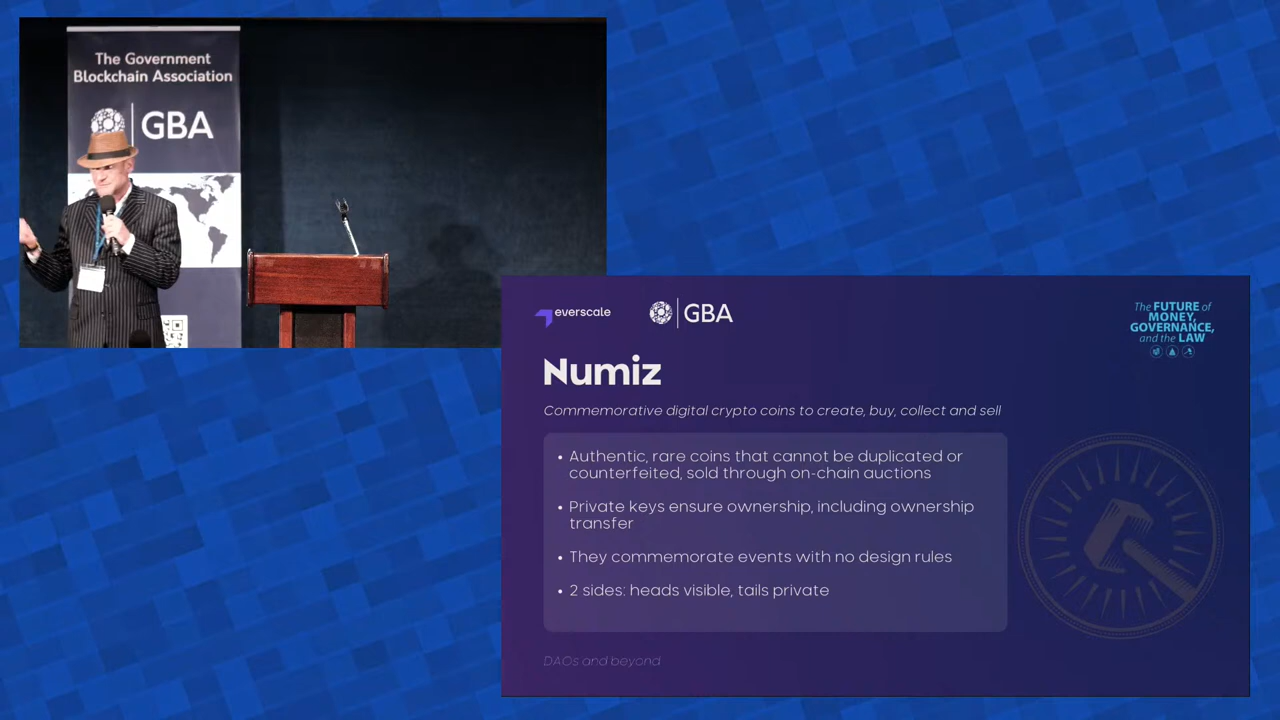 The Government
Blockchain Association
GBA
everscale
GBA
The FUTURE of
MONEY,
GOVERNANCE,
and the LAW
Numiz
Commemorative digital crypto coins to create, buy, collect and sell
• Authentic, rare coins that cannot be duplicated or
counterfeited, sold through on-chain auctions
• Private keys ensure ownership, including ownership
transfer
• They commemorate events with no design rules
• 2 sides: heads visible, tails private
DAOs and beyond